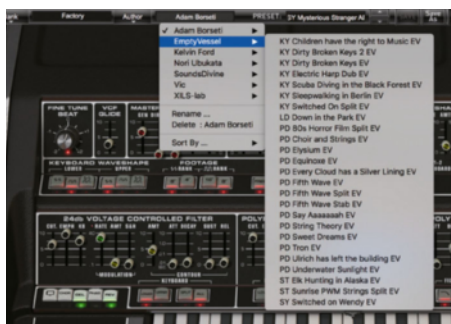 Bank Factory Author Adam Borseti PRESET: SY Mysterious Stranger AI Save As
Adam Borseti
EmptyVessel
Kelvin Ford
Nori Ubukata
SoundsDivine
Vic
XILS-lab
Rename ...
Delete : Adam Borseti
Sort By ...
KY Children have the right to Music EV
KY Dirty Broken Keys 2 EV
KY Dirty Broken Keys EV
KY Electric Harp Dub EV
KY Scuba Diving in the Black Forest EV
KY Sleepwalking in Berlin EV
KY Switched On Split EV
LD Down in the Park EV
PD 80s Horror Film Split EV
PD Choir and Strings EV
PD Elysium EV
PD Equinoxe EV
PD Every Cloud has a Silver Lining EV
PD Fifth Wave EV
PD Fifth Wave Split EV
PD Fifth Wave Stab EV
PD Say Aaaaaaah EV
PD String Theory EV
PD Sweet Dreams EV
PD Tron EV
PD Ulrich has left the building EV
PD Underwater Sunlight EV
ST Elk Hunting in Alaska EV
ST Sunrise PWM Strings Split EV
SY Switched on Wendy EV
FINE TUNE
BEAT
VCF
GLIDE
KEYBOARD WAVESHAPE
LOWER UPPER
FOOTAGE
24db VOLTAGE CONTROLLED FILTER
MODULATION
CONTOUR
KEYBOARD